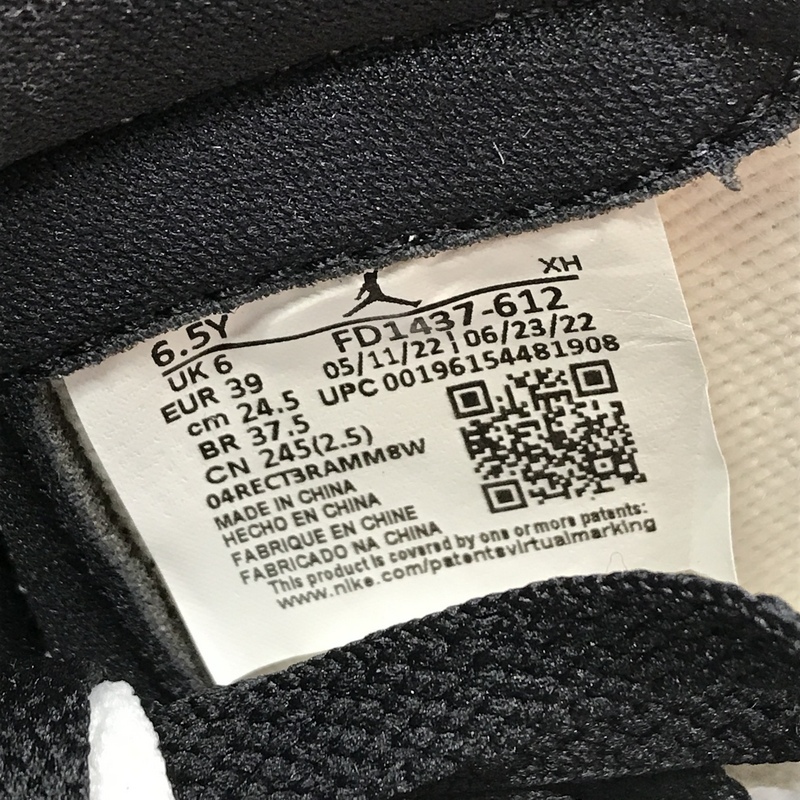 XH
6.5Y FD1437-612
UK 6 05/11/22 | 06/23/22
EUR 39 UPC 00196154481908
cm 24.5
BR 37.5
CN 245(2.5)
04RECT3RAMM8W
MADE IN CHINA
HECHO EN CHINA
FABRIQUE EN CHINE
FABRICADO NA CHINA
This product is covered by one or more patents:
www.nike.com/patentsvirtualmarking